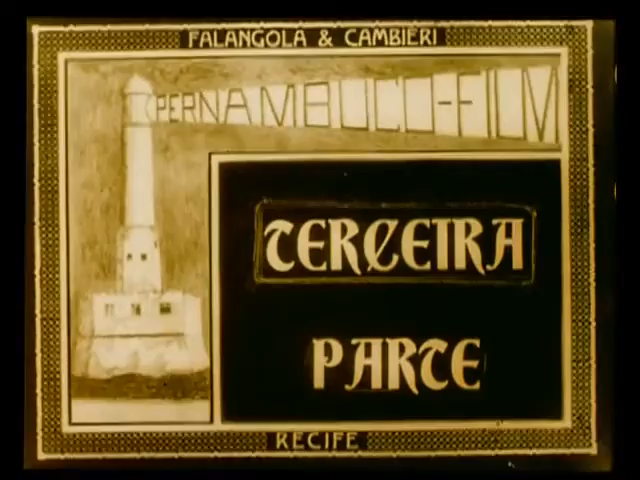 FALANGOLA & CAMBIERI
PERNAMBUCO-FILM
TERCEIRA
PARTE
RECIFE